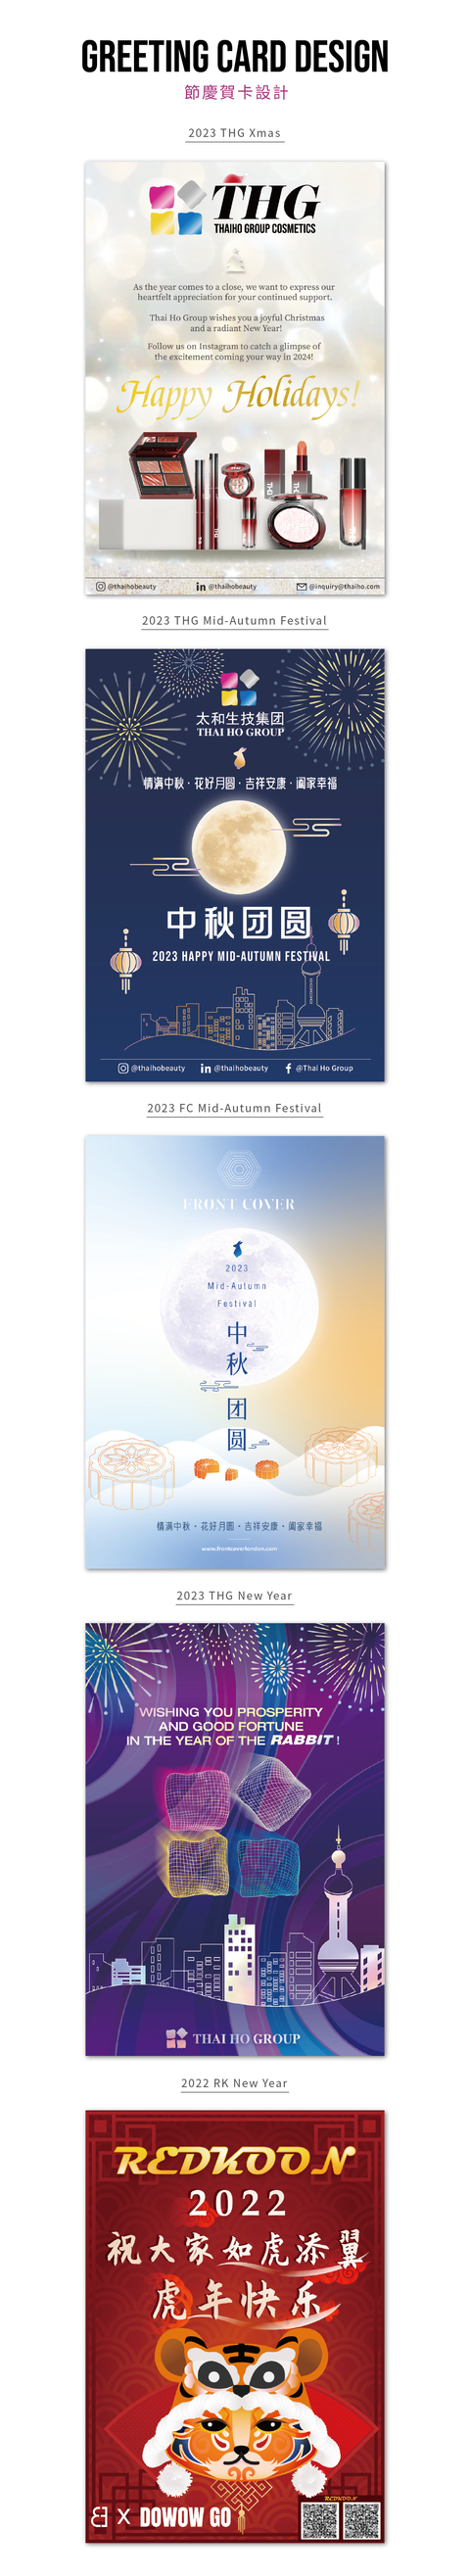 GREETING CARD DESIGN
節慶賀卡設計
2023 THG Xmas
THG
THAIHO GROUP COSMETICS
As the year comes to a close, we want to express our
heartfelt appreciation for your continued support.
Thai Ho Group wishes you a joyful Christmas
and a radiant New Year!
Follow us on Instagram to catch a glimpse of
the excitement coming your way in 2024!
Happy Holidays!
THG
THG
THG
@thaihobeauty
in @thaihobeauty
@inquiry@thaiho.com
2023 THG Mid-Autumn Festival
太和生技集团
THAI HO GROUP
情满中秋·花好月圆·吉祥安康·阖家幸福
中秋团圆
2023 HAPPY MID-AUTUMN FESTIVAL
@thaihobeauty
in @thaihobeauty
f @Thai Ho Group
2023 FC Mid-Autumn Festival
FRONT COVER
2023
Mid-Autumn
Festival
中
秋
团
圆
情满中秋·花好月圆·吉祥安康·阖家幸福
www.frontcoverlondon.com
2023 THG New Year
WISHING YOU PROSPERITY
AND GOOD FORTUNE
IN THE YEAR OF THE RABBIT !
THAI HO GROUP
2022 RK New Year
REDKOON
2022
祝大家如虎添翼
虎年快乐
REDKOON
X DOWOW GO